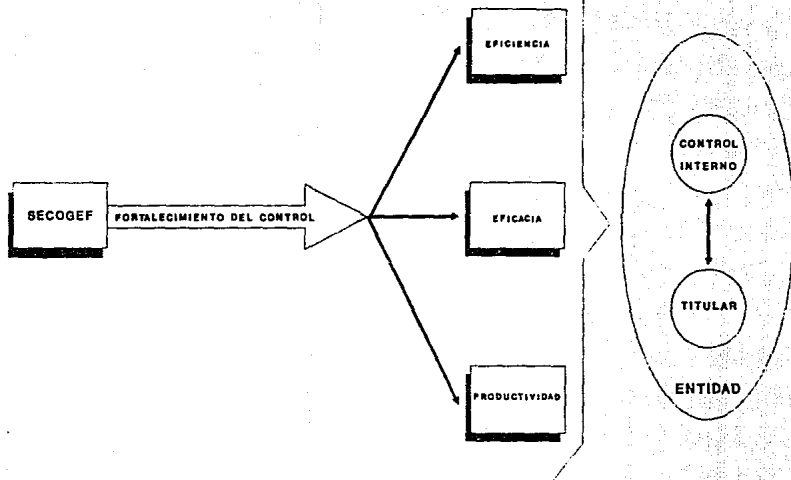 SECOGEF
FORTALECIMIENTO DEL CONTROL
EFICIENCIA
EFICACIA
PRODUCTIVIDAD
CONTROL
INTERNO
TITULAR
ENTIDAD